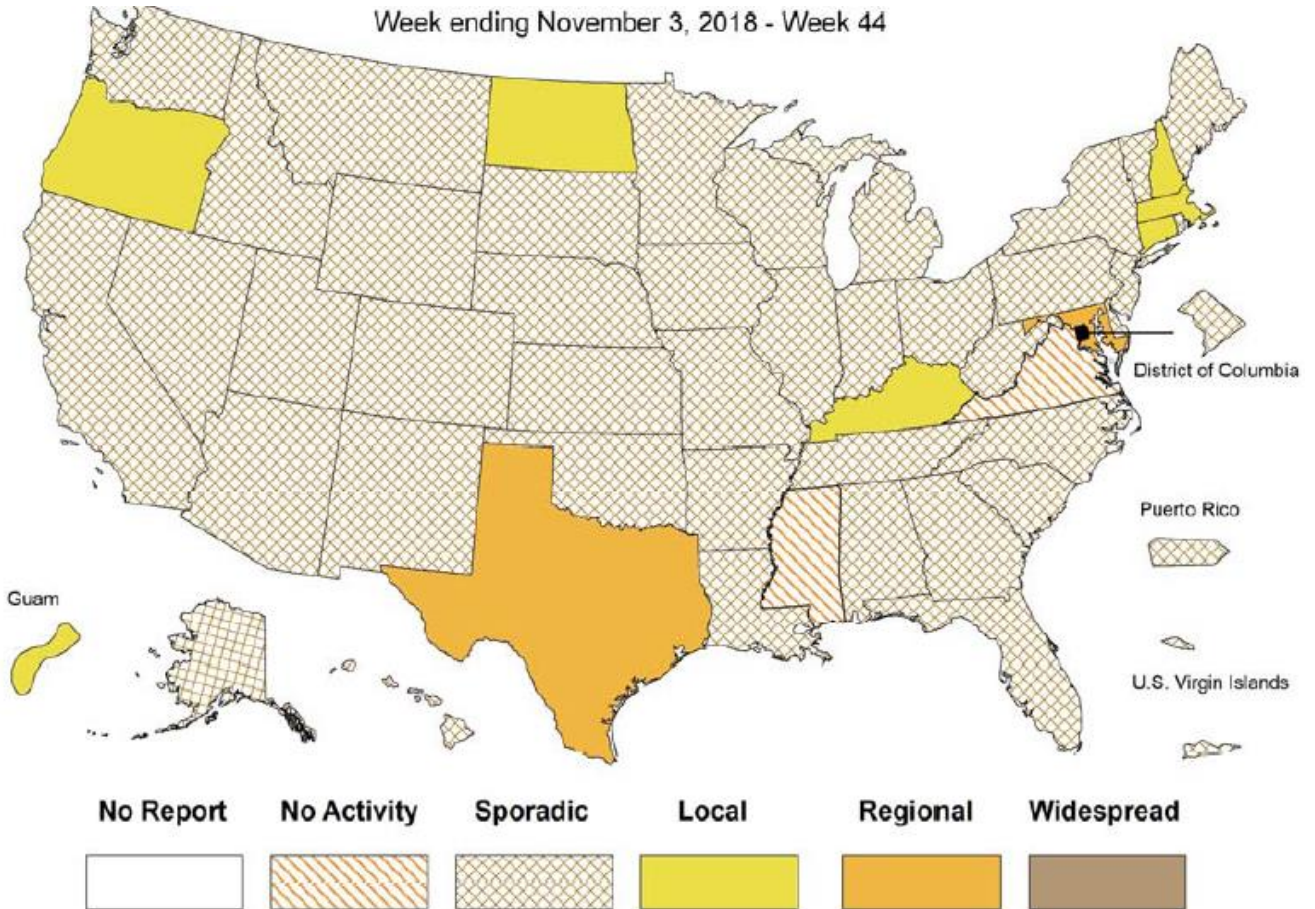 Week ending November 3, 2018 - Week 44
District of Columbia
Puerto Rico
Guam
U.S. Virgin Islands
No Report No Activity Sporadic Local Regional Widespread